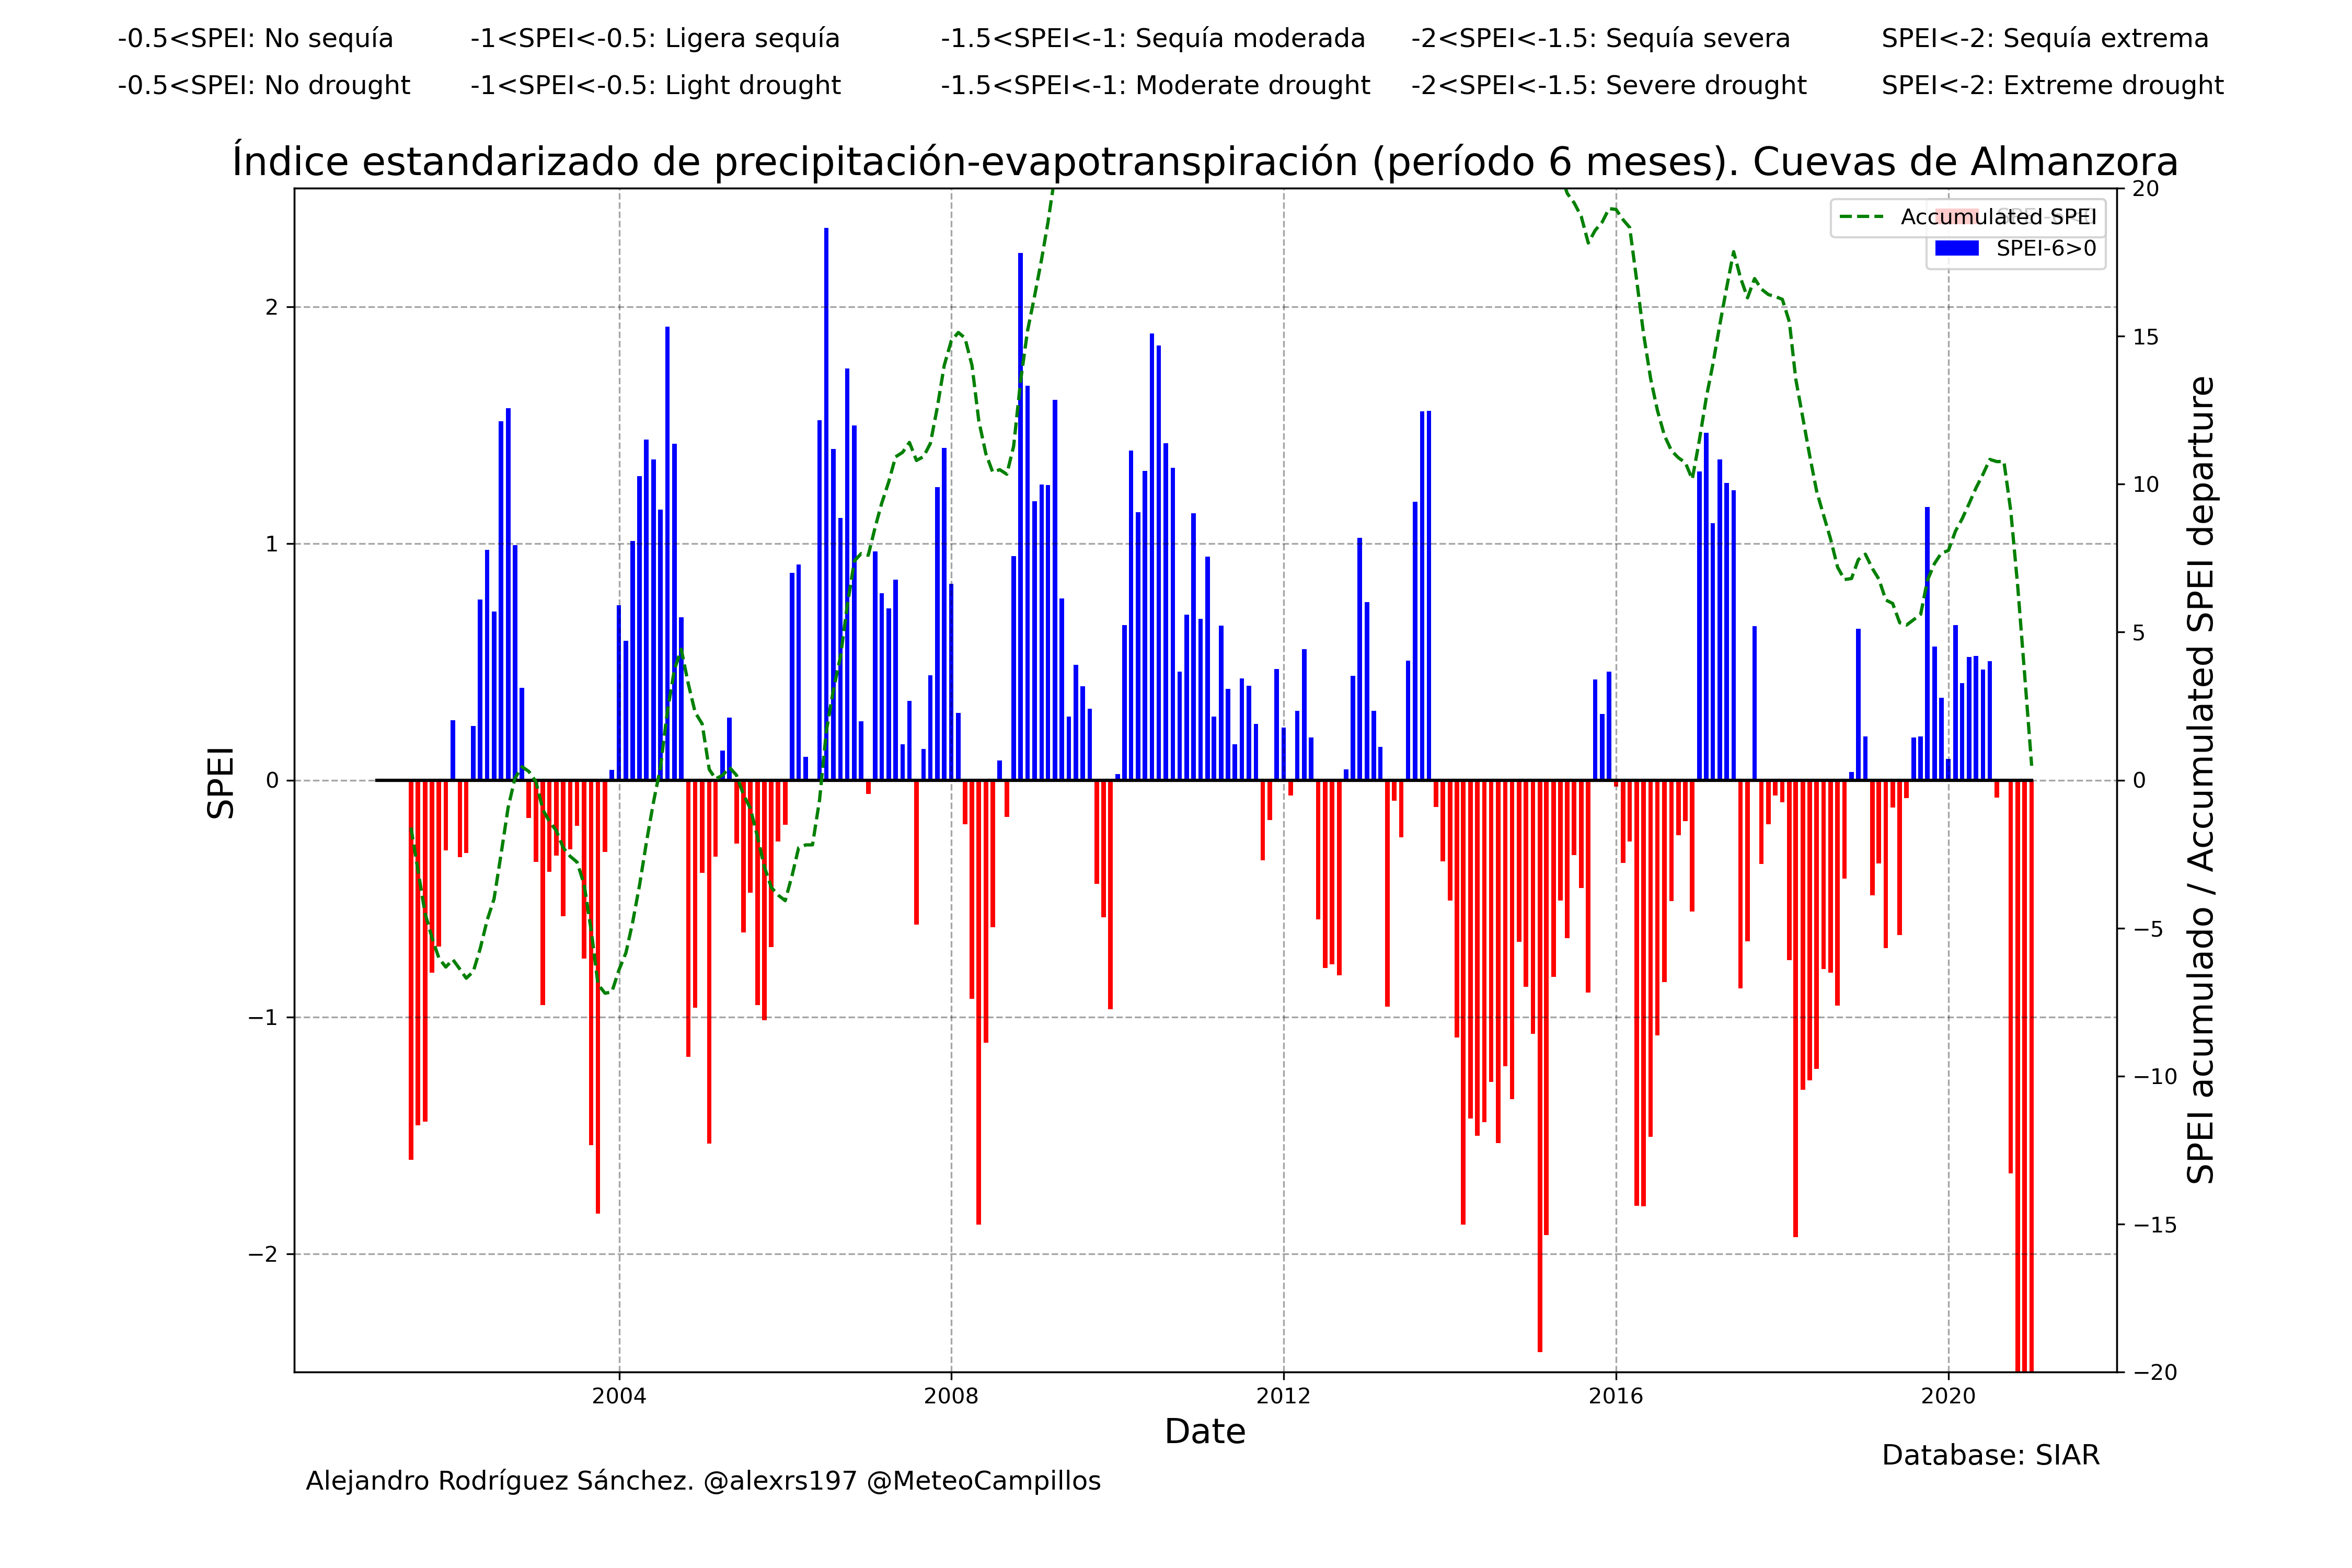 -0.5<SPEI: No sequía -1<SPEI<-0.5: Ligera sequía -1.5<SPEI<-1: Sequía moderada -2<SPEI<-1.5: Sequía severa SPEI<-2: Sequía extrema
-0.5<SPEI: No drought -1<SPEI<-0.5: Light drought -1.5<SPEI<-1: Moderate drought -2<SPEI<-1.5: Severe drought SPEI<-2: Extreme drought
Índice estandarizado de precipitación-evapotranspiración (período 6 meses). Cuevas de Almanzora
Accumulated SPEI
SPEI-6>0
SPEI
2
1
0
−1
−2
20
15
10
5
0
−5
−10
−15
−20
SPEI acumulado / Accumulated SPEI departure
2004 2008 2012 2016 2020
Date
Database: SIAR
Alejandro Rodríguez Sánchez. @alexrs197 @MeteoCampillos